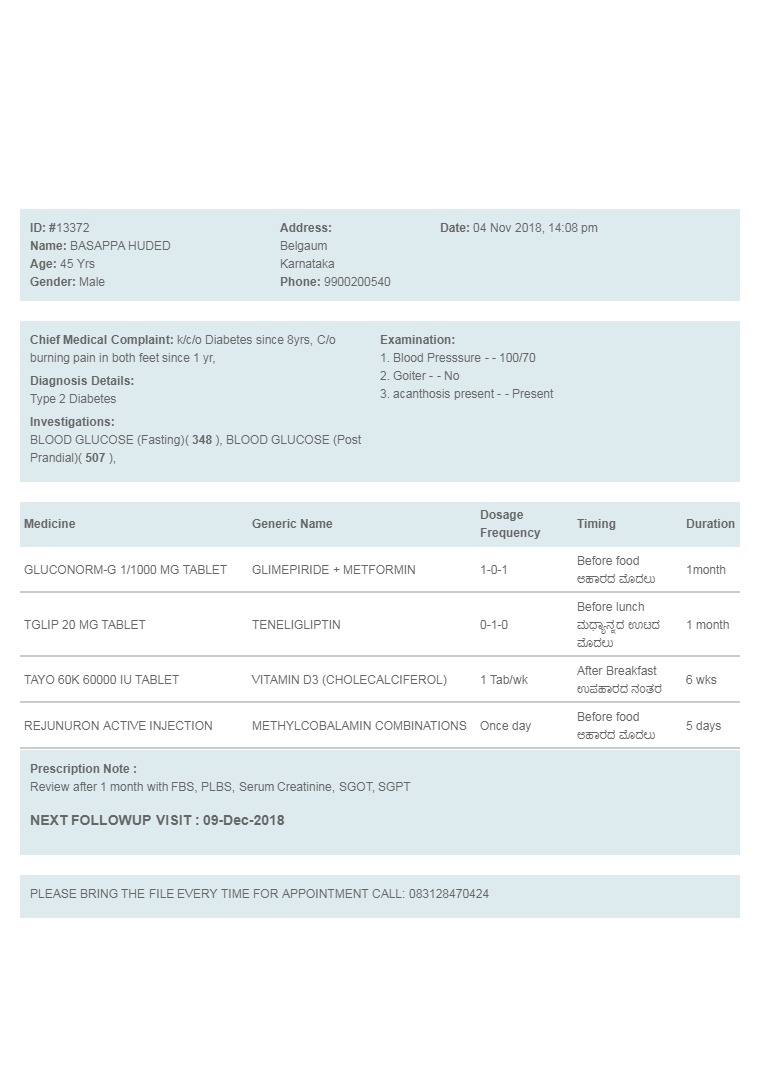 ID: #13372
Name: BASAPPA HUDED
Age: 45 Yrs
Gender: Male
Address:
Belgaum
Karnataka
Phone: 9900200540
Date: 04 Nov 2018, 14:08 pm
Chief Medical Complaint: k/c/o Diabetes since 8yrs, C/o
burning pain in both feet since 1 yr,
Diagnosis Details:
Type 2 Diabetes
Investigations:
BLOOD GLUCOSE (Fasting)( 348 ), BLOOD GLUCOSE (Post
Prandial)( 507 ),
Examination:
1. Blood Presssure - - 100/70
2. Goiter - - No
3. acanthosis present - - Present
Medicine Generic Name Dosage Frequency Timing Duration
GLUCONORM-G 1/1000 MG TABLET GLIMEPIRIDE + METFORMIN 1-0-1 Before food 1month
ಆಹಾರದ ಮೊದಲು
TGLIP 20 MG TABLET TENELIGLIPTIN 0-1-0 Before lunch 1 month
ಮಧ್ಯಾನ್ನದ ಊಟದ
ಮೊದಲು
TAYO 60K 60000 IU TABLET VITAMIN D3 (CHOLECALCIFEROL) 1 Tab/wk After Breakfast 6 wks
ಉಪಹಾರದ ನಂತರ
REJUNURON ACTIVE INJECTION METHYLCOBALAMIN COMBINATIONS Once day Before food 5 days
ಆಹಾರದ ಮೊದಲು
Prescription Note :
Review after 1 month with FBS, PLBS, Serum Creatinine, SGOT, SGPT
NEXT FOLLOWUP VISIT : 09-Dec-2018
PLEASE BRING THE FILE EVERY TIME FOR APPOINTMENT CALL: 083128470424